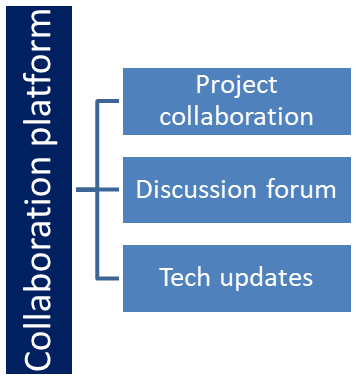 Collaboration platform
Project
collaboration
Discussion forum
Tech updates